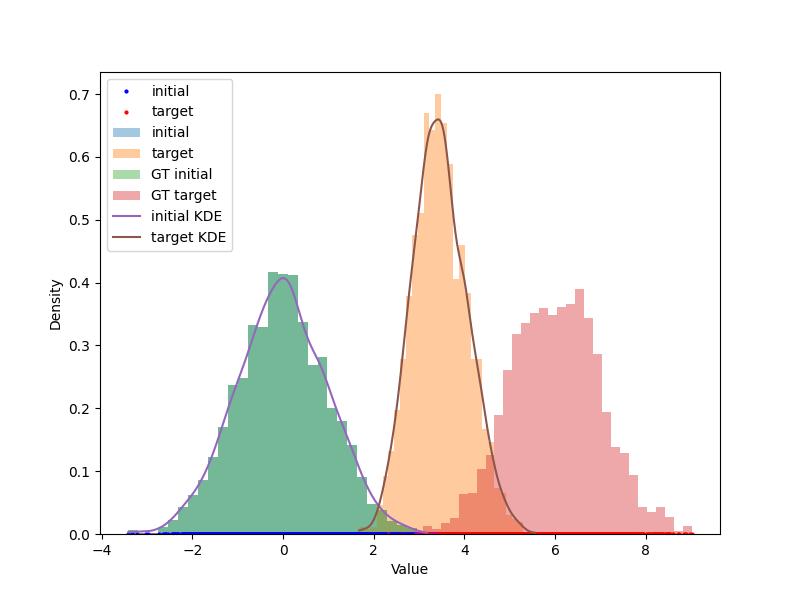 initial
target
initial
target
GT initial
GT target
initial KDE
target KDE
0.7
0.6
0.5
0.4
0.3
0.2
0.1
0.0
Density
−4
−2
0
2
4
6
8
Value